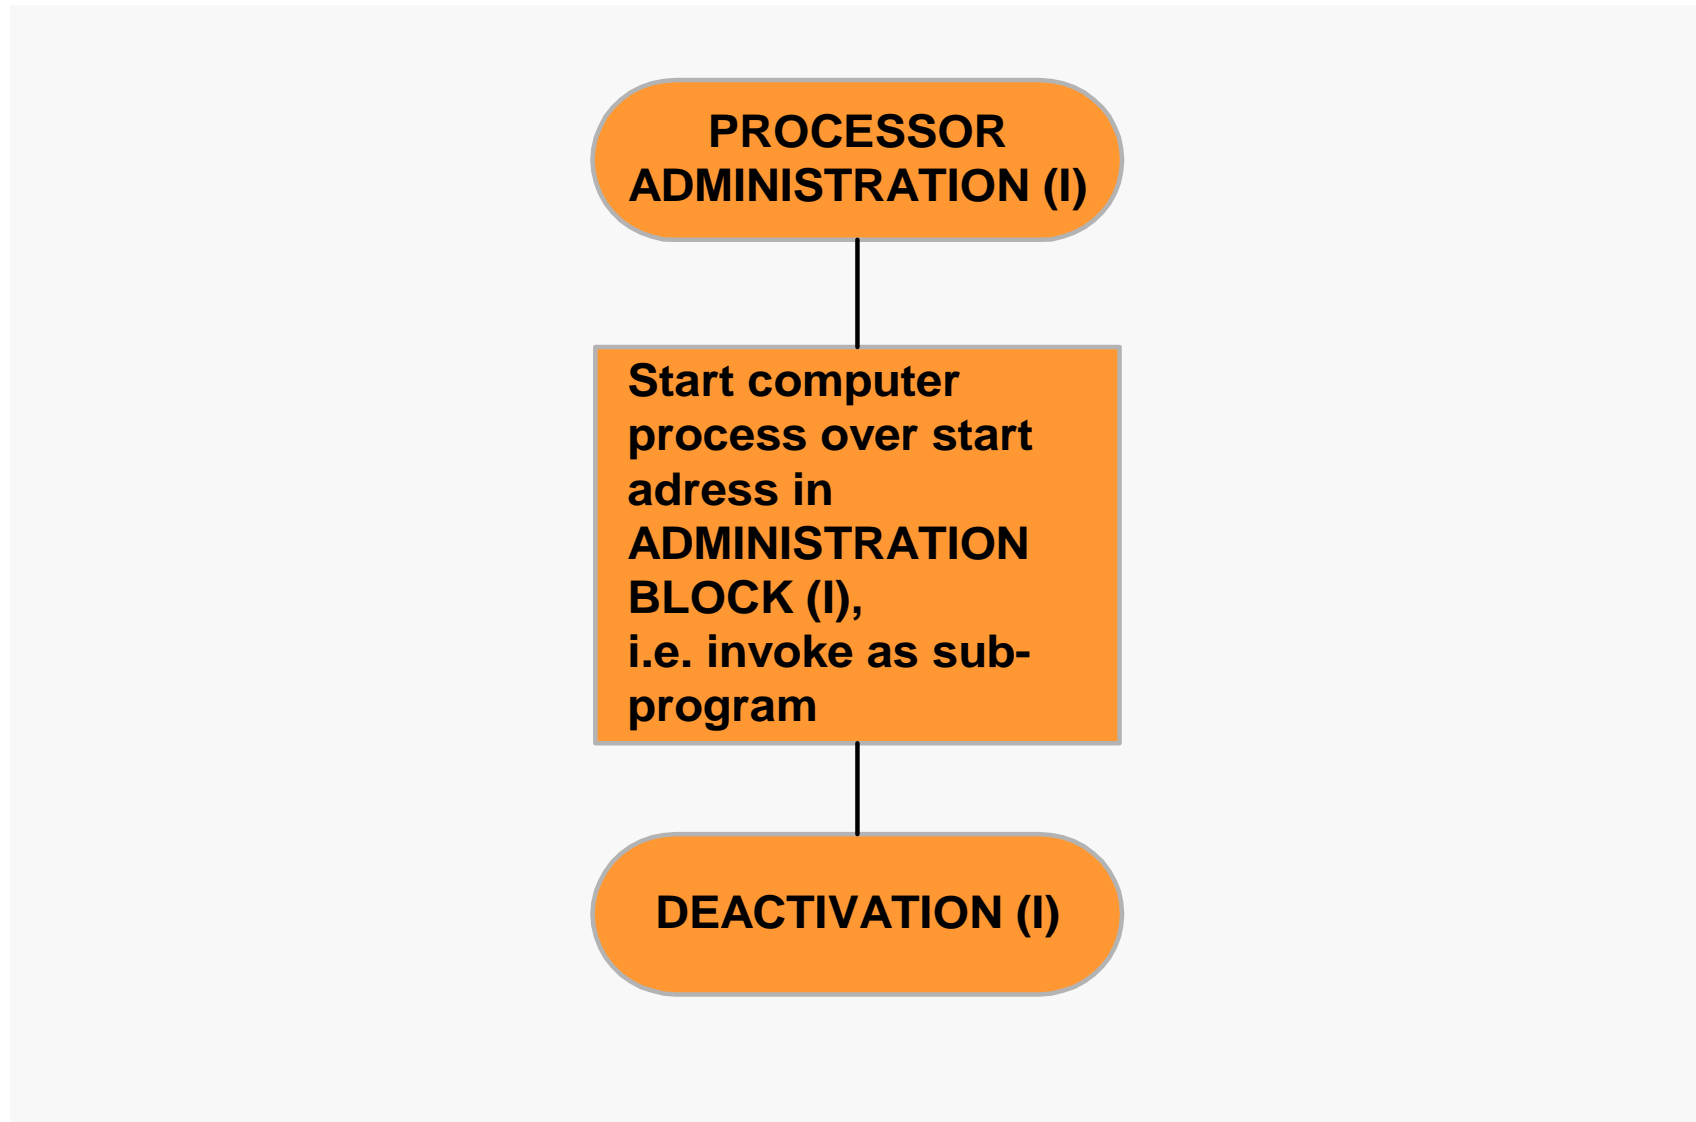 PROCESSOR
ADMINISTRATION (I)
Start computer
process over start
adress in
ADMINISTRATION
BLOCK (I),
i.e. invoke as sub-
program
DEACTIVATION (I)